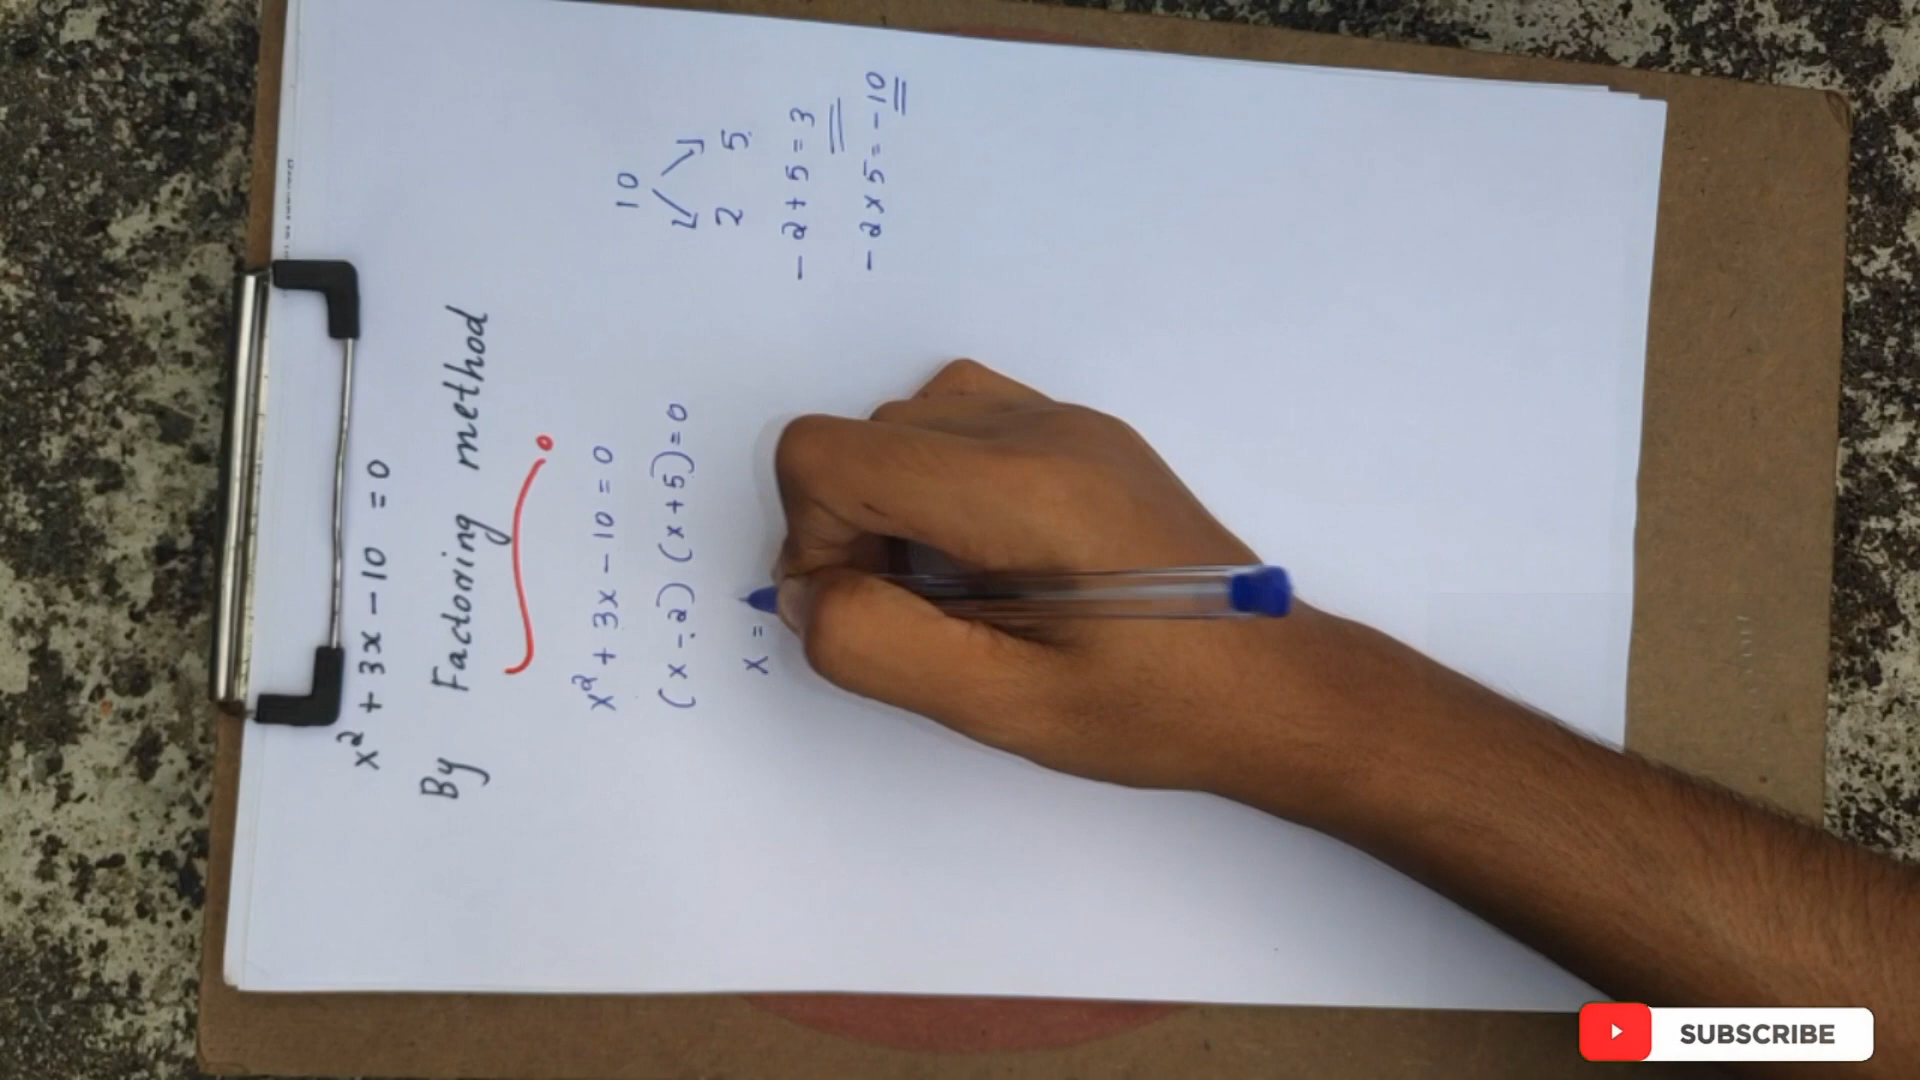 x² + 3x - 10 = 0
By Factoring method
x² + 3x - 10 = 0
(x - 2) (x + 5) = 0
x =
10
2 5
- 2 + 5 = 3
- 2 x 5 = - 10
SUBSCRIBE